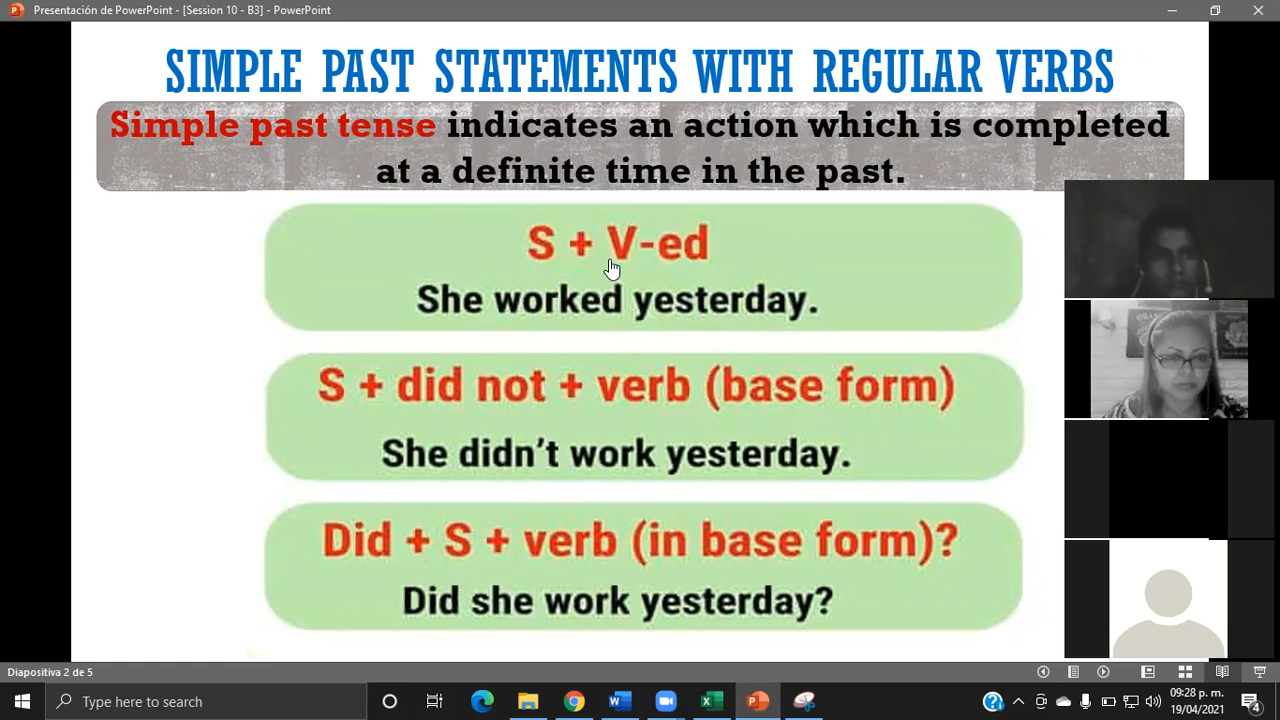 Presentación de PowerPoint - [Session 10 - B3] - PowerPoint
SIMPLE PAST STATEMENTS WITH REGULAR VERBS
Simple past tense indicates an action which is completed
at a definite time in the past.
S + V-ed
She worked yesterday.
S + did not + verb (base form)
She didn't work yesterday.
Did + S + verb (in base form)?
Did she work yesterday?
Diapositiva 2 de 5
Type here to search
09:28 p. m.
19/04/2021
4